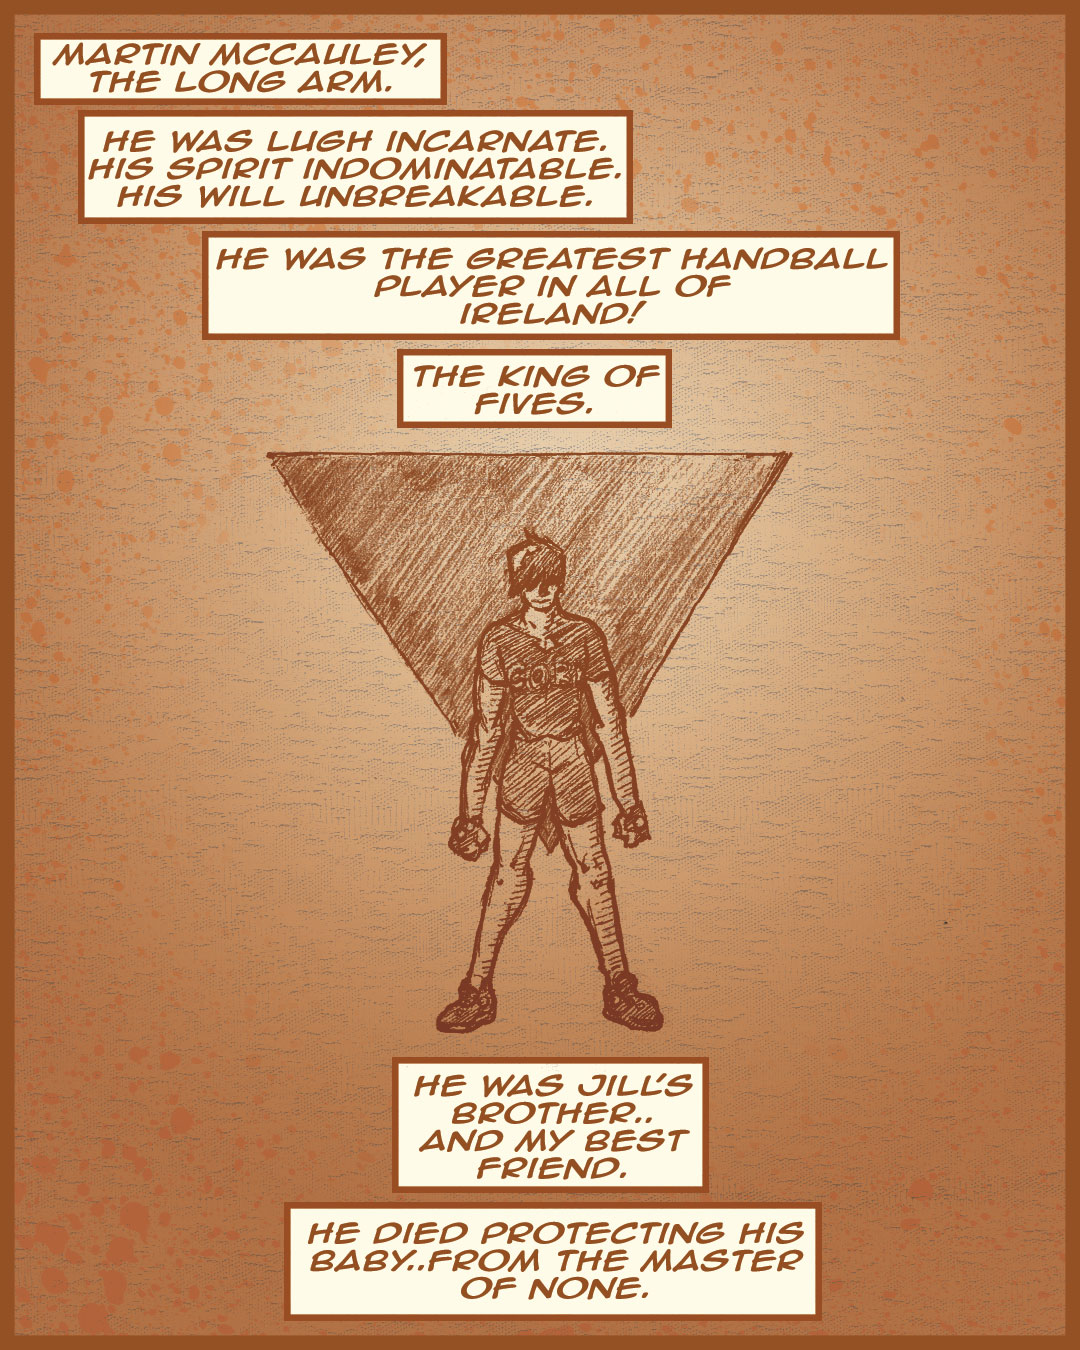 MARTIN MCCAULEY,
THE LONG ARM.
HE WAS LUGH INCARNATE.
HIS SPIRIT INDOMINATABLE.
HIS WILL UNBREAKABLE.
HE WAS THE GREATEST HANDBALL
PLAYER IN ALL OF
IRELAND!
THE KING OF
FIVES.
HE WAS JILL'S
BROTHER..
AND MY BEST
FRIEND.
HE DIED PROTECTING HIS
BABY..FROM THE MASTER
OF NONE.